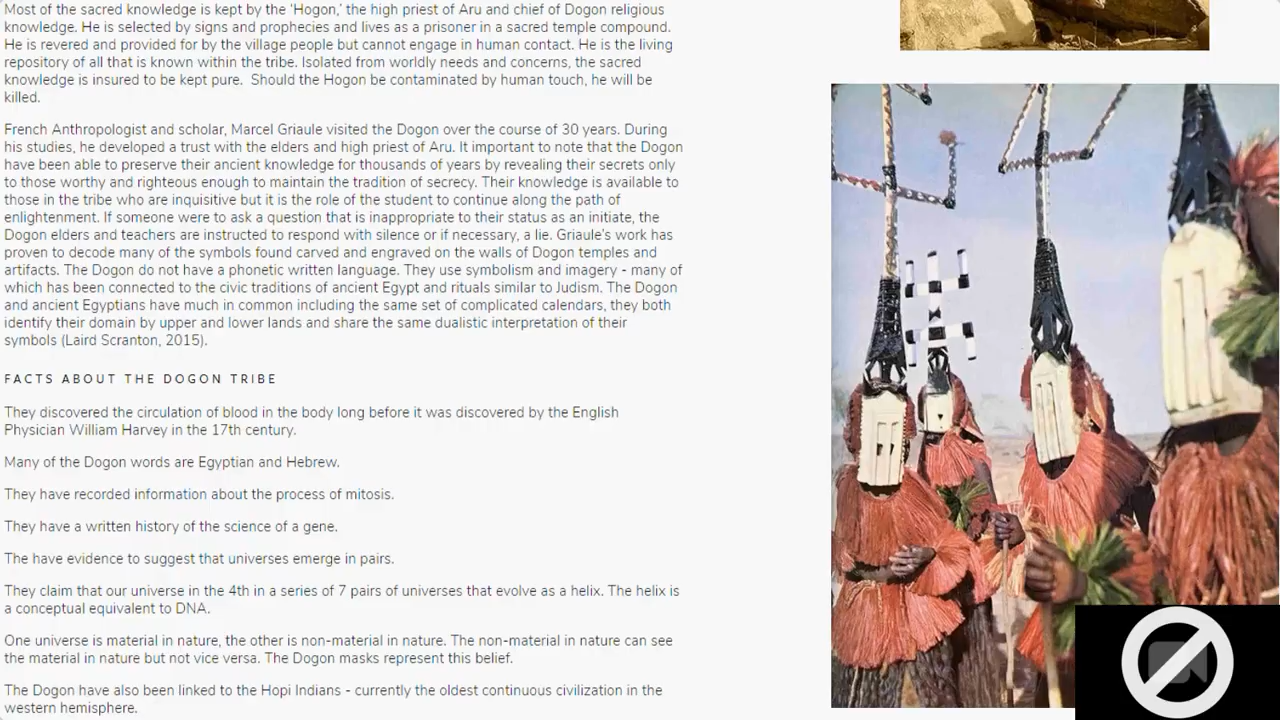 Most of the sacred knowledge is kept by the ‘Hogon,’ the high priest of Aru and chief of Dogon religious
knowledge. He is selected by signs and prophecies and lives as a prisoner in a sacred temple compound.
He is revered and provided for by the village people but cannot engage in human contact. He is the living
repository of all that is known within the tribe. Isolated from worldly needs and concerns, the sacred
knowledge is insured to be kept pure.  Should the Hogon be contaminated by human touch, he will be
killed.
French Anthropologist and scholar, Marcel Griaule visited the Dogon over the course of 30 years. During
his studies, he developed a trust with the elders and high priest of Aru. It important to note that the Dogon
have been able to preserve their ancient knowledge for thousands of years by revealing their secrets only
to those worthy and righteous enough to maintain the tradition of secrecy. Their knowledge is available to
those in the tribe who are inquisitive but it is the role of the student to continue along the path of
enlightenment. If someone were to ask a question that is inappropriate to their status as an initiate, the
Dogon elders and teachers are instructed to respond with silence or if necessary, a lie. Griaule's work has
proven to decode many of the symbols found carved and engraved on the walls of Dogon temples and
artifacts. The Dogon do not have a phonetic written language. They use symbolism and imagery - many of
which has been connected to the civic traditions of ancient Egypt and rituals similar to Judism. The Dogon
and ancient Egyptians have much in common including the same set of complicated calendars, they both
identify their domain by upper and lower lands and share the same dualistic interpretation of their
symbols (Laird Scranton, 2015).
FACTS ABOUT THE DOGON TRIBE
They discovered the circulation of blood in the body long before it was discovered by the English
Physician William Harvey in the 17th century.
Many of the Dogon words are Egyptian and Hebrew.
They have recorded information about the process of mitosis.
They have a written history of the science of a gene.
The have evidence to suggest that universes emerge in pairs.
They claim that our universe in the 4th in a series of 7 pairs of universes that evolve as a helix. The helix is
a conceptual equivalent to DNA.
One universe is material in nature, the other is non-material in nature. The non-material in nature can see
the material in nature but not vice versa. The Dogon masks represent this belief.
The Dogon have also been linked to the Hopi Indians - currently the oldest continuous civilization in the
western hemisphere.